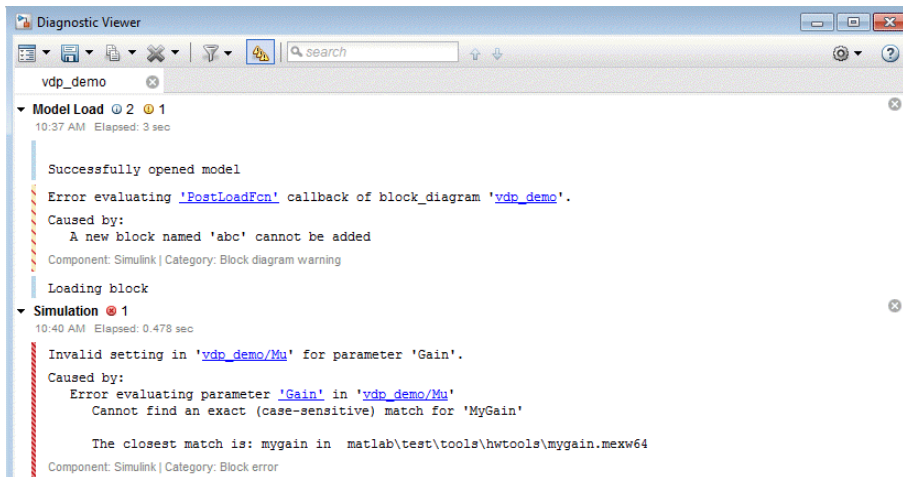 Diagnostic Viewer
search
vdp_demo
Model Load 2 1
10:37 AM Elapsed: 3 sec
Successfully opened model
Error evaluating 'PostLoadFcn' callback of block_diagram 'vdp_demo'.
Caused by:
A new block named 'abc' cannot be added
Component: Simulink | Category: Block diagram warning
Loading block
Simulation 1
10:40 AM Elapsed: 0.478 sec
Invalid setting in 'vdp_demo/Mu' for parameter 'Gain'.
Caused by:
Error evaluating parameter 'Gain' in 'vdp_demo/Mu'
Cannot find an exact (case-sensitive) match for 'MyGain'
The closest match is: mygain in matlab\test\tools\hwtools\mygain.mexw64
Component: Simulink | Category: Block error